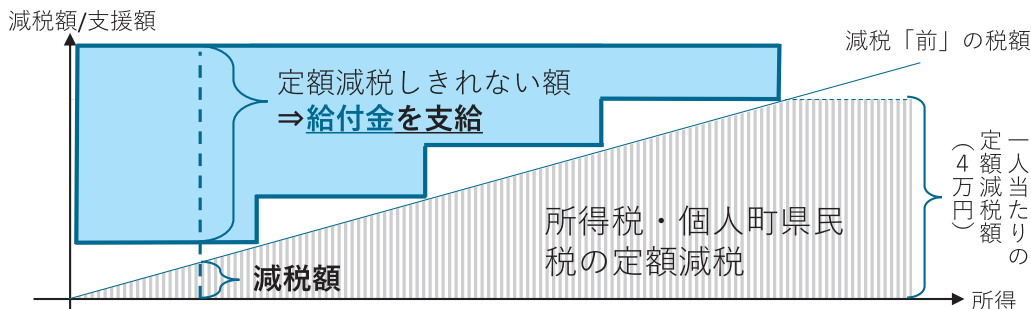 減税額/支援額
減税「前」の税額
定額減税しきれない額
⇒給付金を支給
一人当たりの
定額減税額
（４万円）
所得税・個人町県民
税の定額減税
減税額
所得